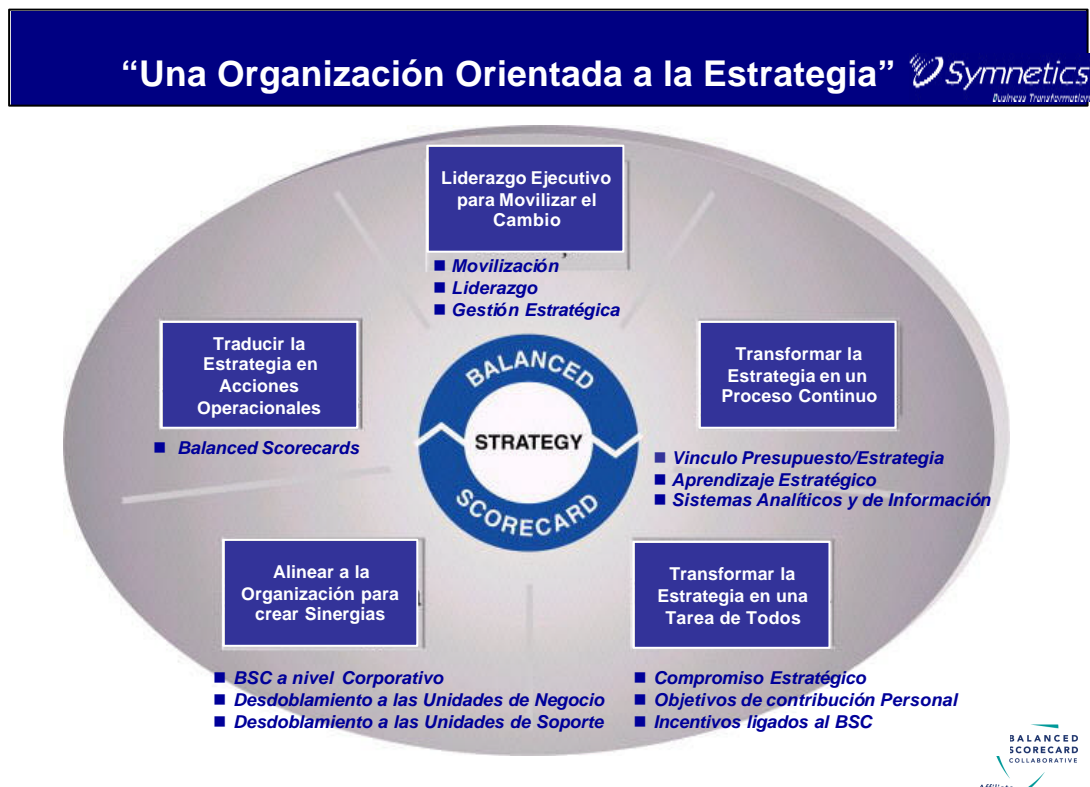 “Una Organización Orientada a la Estrategia”
Symnetics
Business Transformation
Liderazgo Ejecutivo
para Movilizar el
Cambio
■ Movilización
■ Liderazgo
■ Gestión Estratégica
Traducir la
Estrategia en
Acciones
Operacionales
■ Balanced Scorecards
BALANCED
STRATEGY
SCORECARD
Transformar la
Estrategia en un
Proceso Continuo
■ Vinculo Presupuesto/Estrategia
■ Aprendizaje Estratégico
■ Sistemas Analíticos y de Información
Alinear a la
Organización para
crear Sinergias
■ BSC a nivel Corporativo
■ Desdoblamiento a las Unidades de Negocio
■ Desdoblamiento a las Unidades de Soporte
Transformar la
Estrategia en una
Tarea de Todos
■ Compromiso Estratégico
■ Objetivos de contribución Personal
■ Incentivos ligados al BSC
BALANCED
SCORECARD
COLLABORATIVE